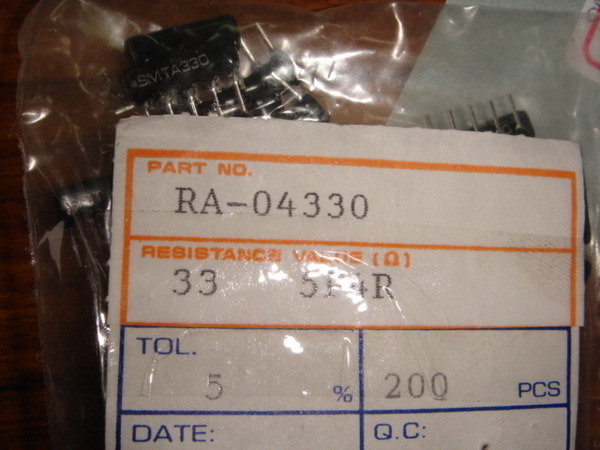 SMTA330
PART NO.
RA-04330
RESISTANCE VALUE (Ω)
33 5P4R
TOL.
5 %
200 PCS
DATE:
Q.C: